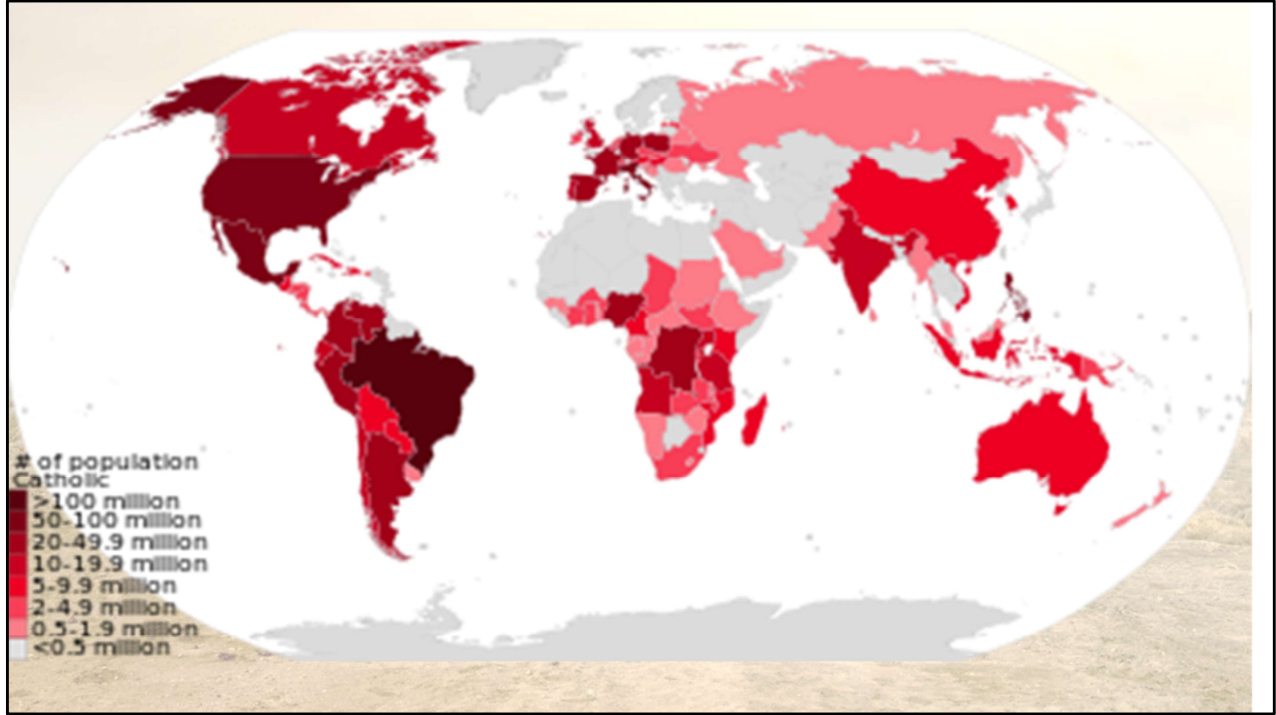 # of population
Catholic
>100 million
50-100 million
20-49.9 million
10-19.9 million
5-9.9 million
2-4.9 million
0.5-1.9 million
<0.5 million